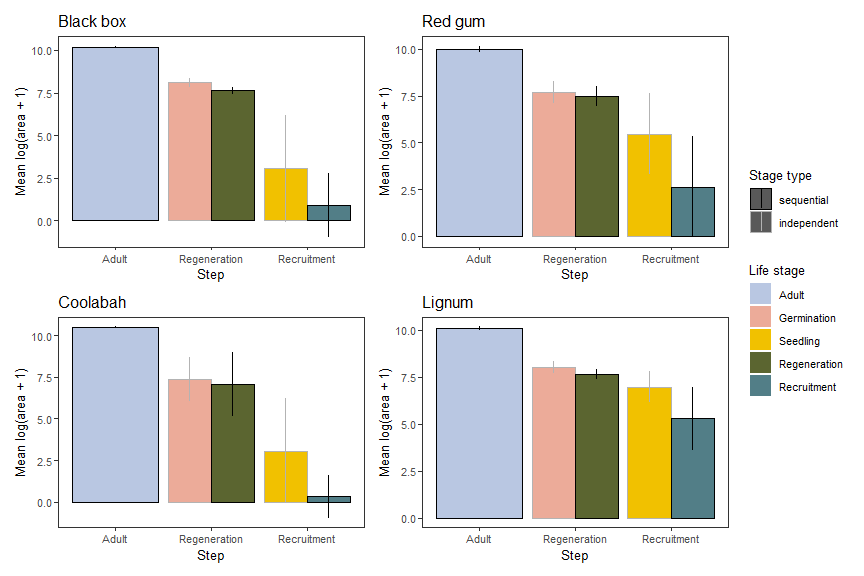 Black box
Mean log(area + 1)
10.0
7.5
5.0
2.5
0.0
Adult
Regeneration
Recruitment
Step
Red gum
Mean log(area + 1)
10.0
7.5
5.0
2.5
0.0
Adult
Regeneration
Recruitment
Step
Coolabah
Mean log(area + 1)
10.0
7.5
5.0
2.5
0.0
Adult
Regeneration
Recruitment
Step
Lignum
Mean log(area + 1)
10.0
7.5
5.0
2.5
0.0
Adult
Regeneration
Recruitment
Step
Stage type
sequential
independent
Life stage
Adult
Germination
Seedling
Regeneration
Recruitment